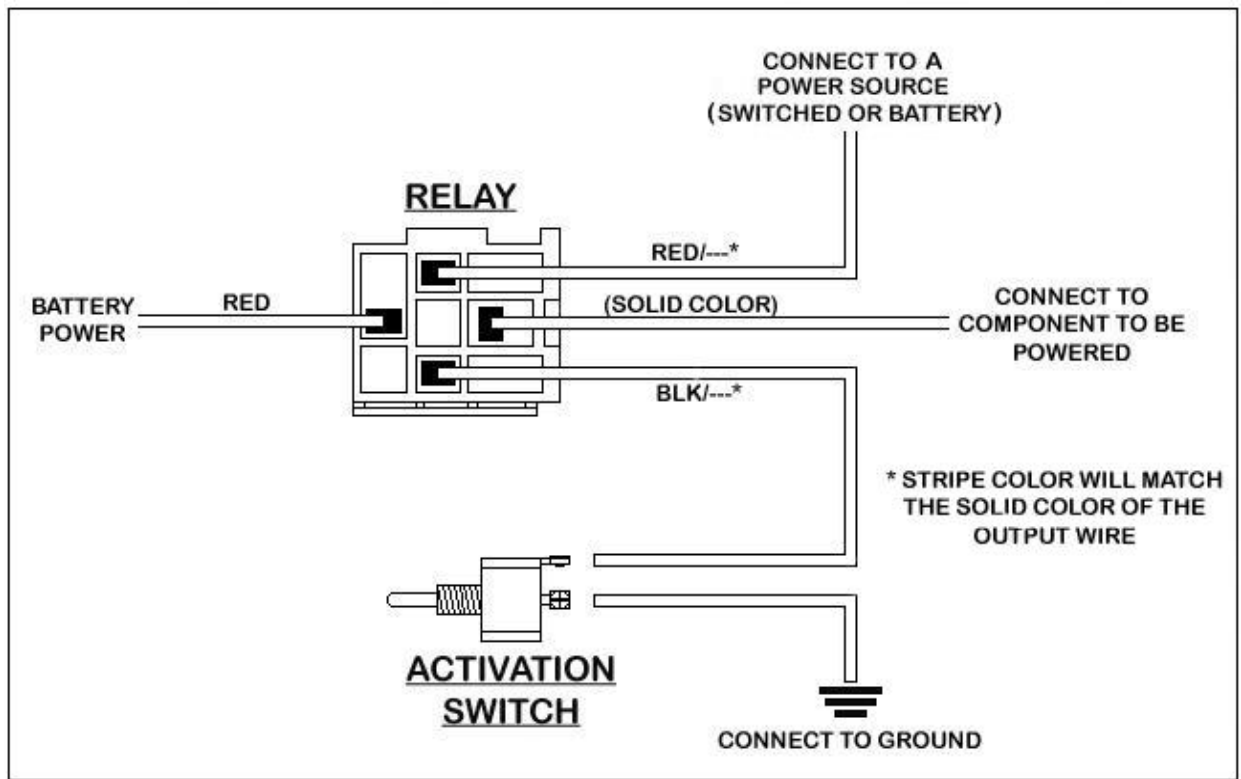 CONNECT TO A
POWER SOURCE
(SWITCHED OR BATTERY)
RELAY
RED/---*
BATTERY
POWER
RED
(SOLID COLOR)
CONNECT TO
COMPONENT TO BE
POWERED
BLK/---*
* STRIPE COLOR WILL MATCH
THE SOLID COLOR OF THE
OUTPUT WIRE
ACTIVATION
SWITCH
CONNECT TO GROUND